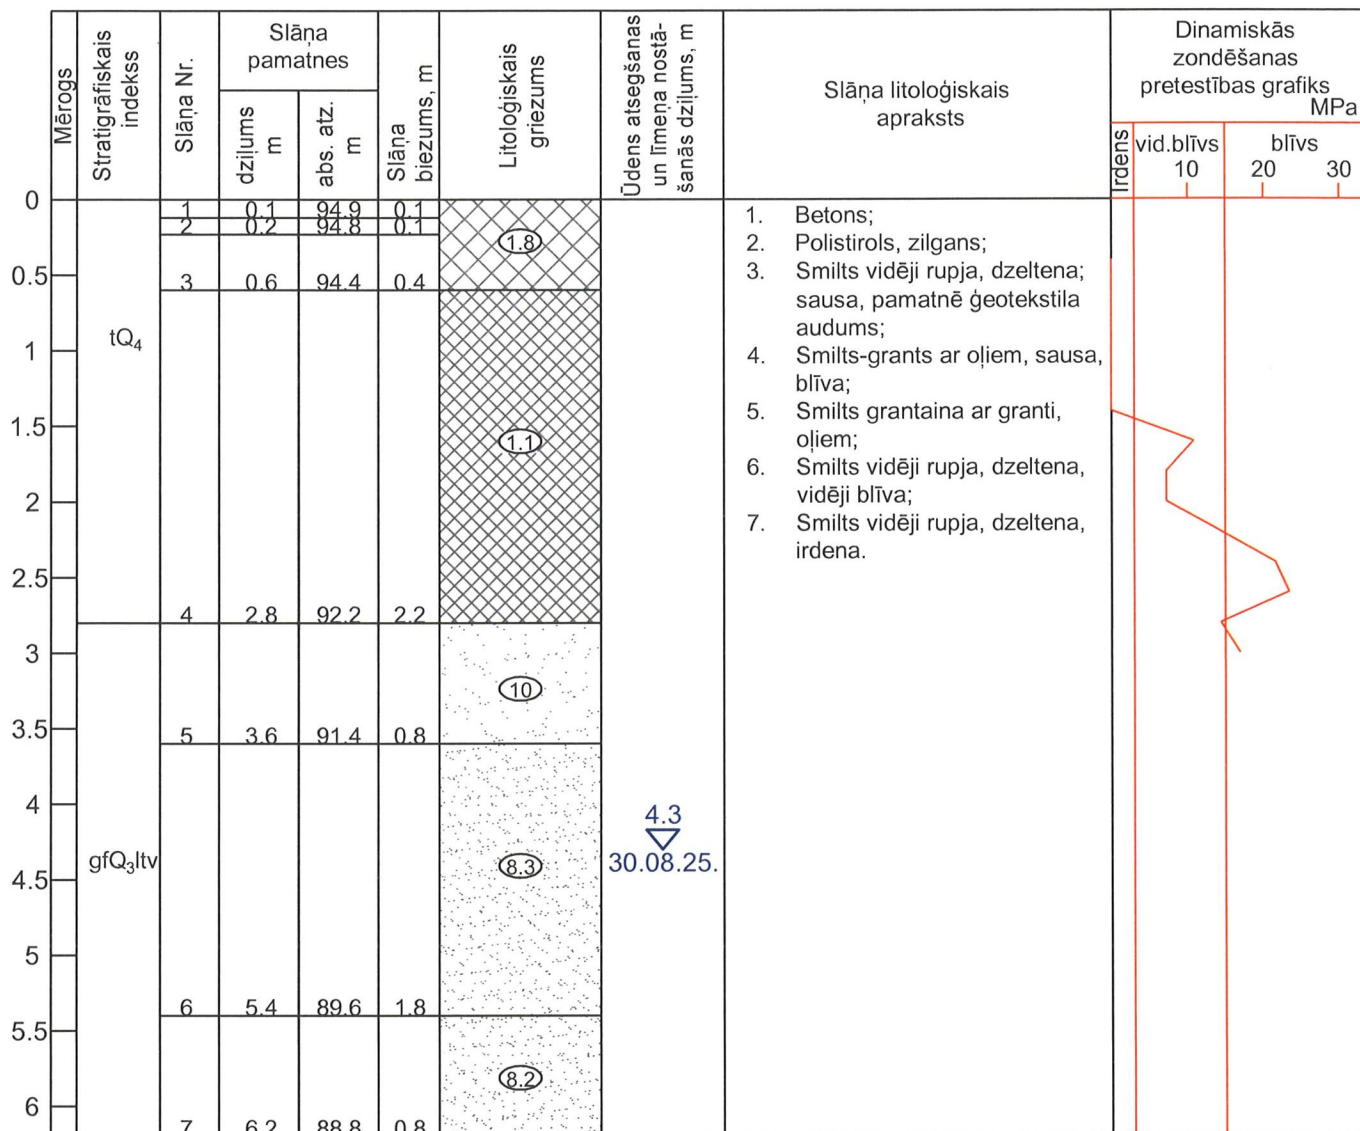 Mērogs
Stratigrāfiskais
indekss
Slāņa Nr.
Slāņa
pamatnes
dziļums
m
abs. atz.
m
Slāņa
biezums, m
Litoloģiskais
griezums
Ūdens atsegšanas
un līmeņa nostā-
šanās dziļums, m
Slāņa litoloģiskais
apraksts
Dinamiskās
zondēšanas
pretestības grafiks
MPa
Irdens
vid.blīvs
blīvs
10 20 30
0
0.5
1
1.5
2
2.5
3
3.5
4
4.5
5
5.5
6
tQ₄
gfQ₃ltv
1 0.1 94.9 0.1
2 0.2 94.8 0.1
3 0.6 94.4 0.4
4 2.8 92.2 2.2
5 3.6 91.4 0.8
6 5.4 89.6 1.8
7 6.2 88.8 0.8
1.8
1.1
10
8.3
8.2
4.3
30.08.25.
1. Betons;
2. Polistirols, zilgans;
3. Smilts vidēji rupja, dzeltena;
sausa, pamatnē ģeotekstila
audums;
4. Smilts-grants ar oļiem, sausa,
blīva;
5. Smilts grantaina ar granti,
oļiem;
6. Smilts vidēji rupja, dzeltena,
vidēji blīva;
7. Smilts vidēji rupja, dzeltena,
irdena.